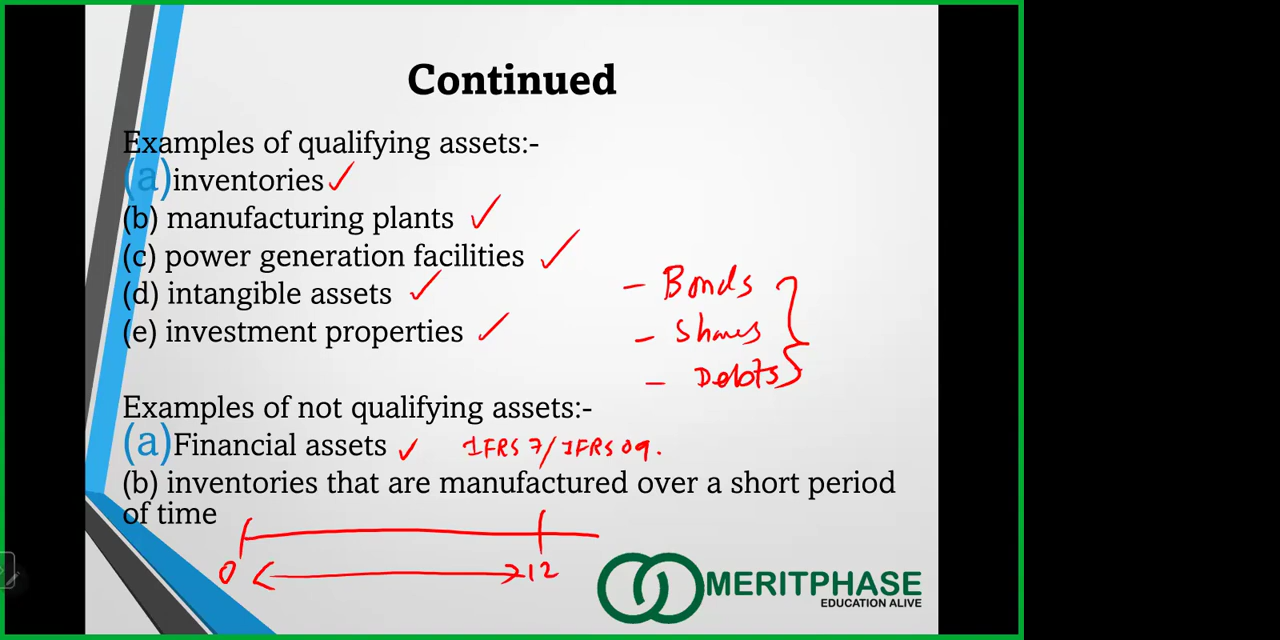 Continued
Examples of qualifying assets:-
(a) inventories
(b) manufacturing plants
(c) power generation facilities
(d) intangible assets
(e) investment properties
- Bonds
- Shares
- Debts
Examples of not qualifying assets:-
(a) Financial assets IFRS 7/IFRS 09.
(b) inventories that are manufactured over a short period
of time
0 12
MERITPHASE
EDUCATION ALIVE